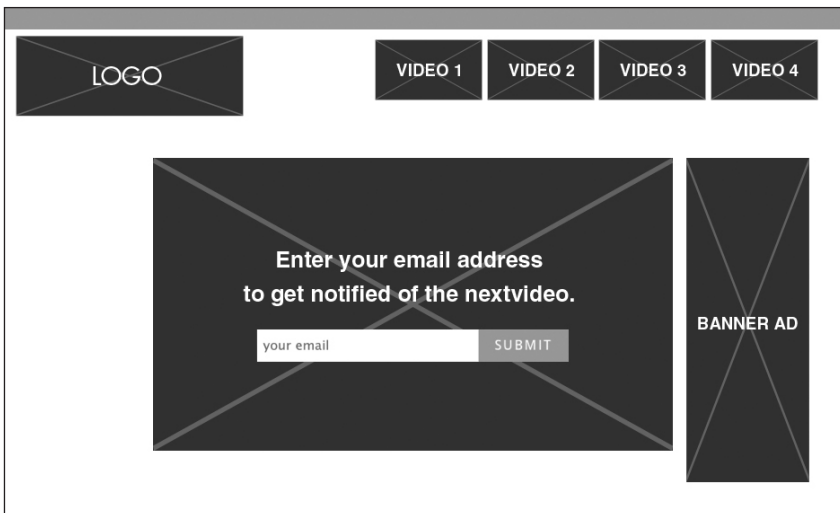 LOGO
VIDEO 1
VIDEO 2
VIDEO 3
VIDEO 4
Enter your email address
to get notified of the nextvideo.
your email
SUBMIT
BANNER AD